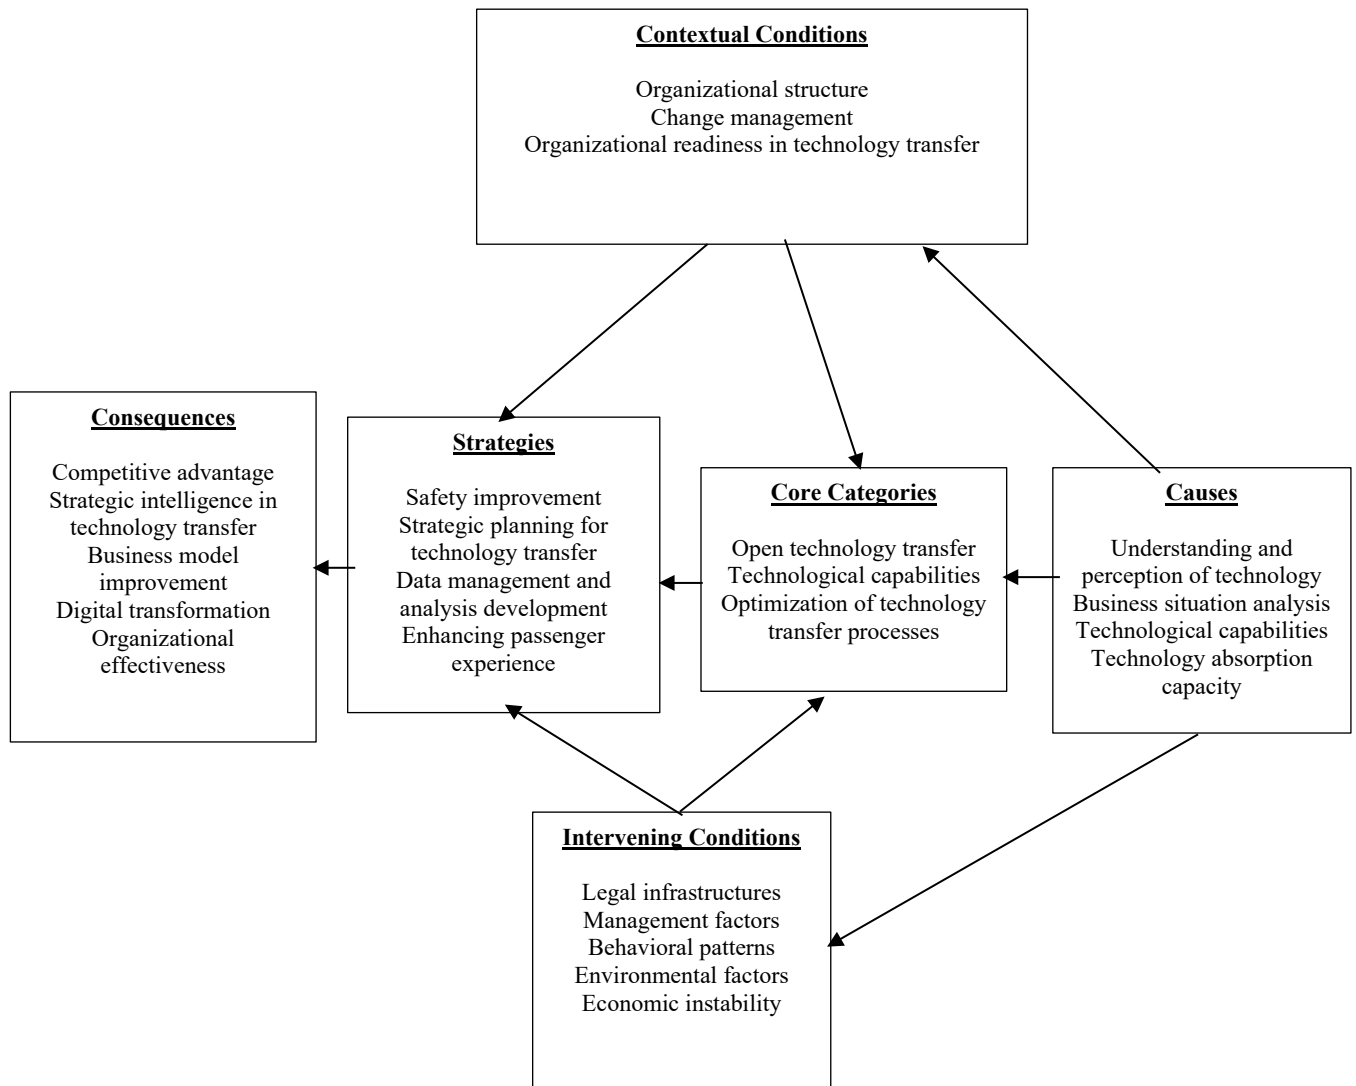 Contextual Conditions
Organizational structure
Change management
Organizational readiness in technology transfer
Consequences
Competitive advantage
Strategic intelligence in
technology transfer
Business model
improvement
Digital transformation
Organizational
effectiveness
Strategies
Safety improvement
Strategic planning for
technology transfer
Data management and
analysis development
Enhancing passenger
experience
Core Categories
Open technology transfer
Technological capabilities
Optimization of technology
transfer processes
Causes
Understanding and
perception of technology
Business situation analysis
Technological capabilities
Technology absorption
capacity
Intervening Conditions
Legal infrastructures
Management factors
Behavioral patterns
Environmental factors
Economic instability